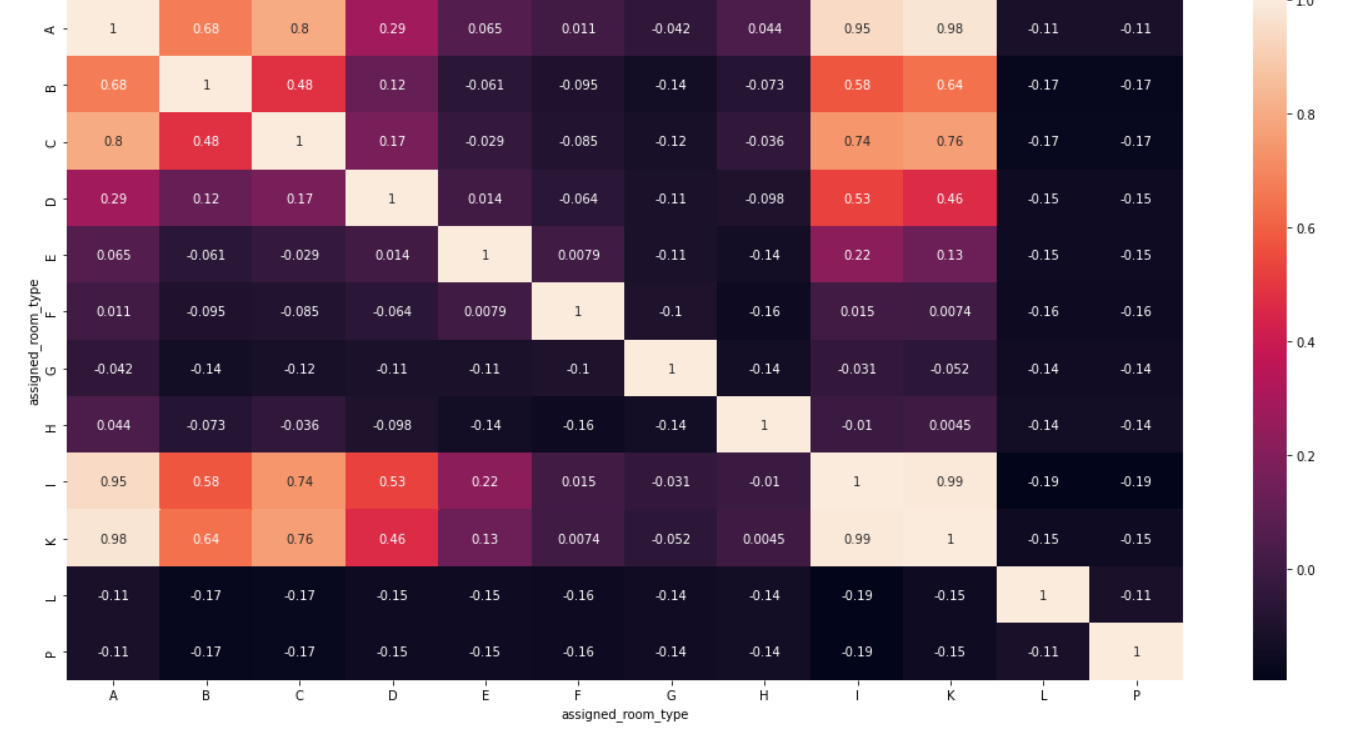 A 1 0.68 0.8 0.29 0.065 0.011 -0.042 0.044 0.95 0.98 -0.11 -0.11 1.0
B 0.68 1 0.48 0.12 -0.061 -0.095 -0.14 -0.073 0.58 0.64 -0.17 -0.17
0.8
C 0.8 0.48 1 0.17 -0.029 -0.085 -0.12 -0.036 0.74 0.76 -0.17 -0.17
D 0.29 0.12 0.17 1 0.014 -0.064 -0.11 -0.098 0.53 0.46 -0.15 -0.15
0.6
E 0.065 -0.061 -0.029 0.014 1 0.0079 -0.11 -0.14 0.22 0.13 -0.15 -0.15
assigned_room_type
F 0.011 -0.095 -0.085 -0.064 0.0079 1 -0.1 -0.16 0.015 0.0074 -0.16 -0.16
0.4
G -0.042 -0.14 -0.12 -0.11 -0.11 -0.1 1 -0.14 -0.031 -0.052 -0.14 -0.14
H 0.044 -0.073 -0.036 -0.098 -0.14 -0.16 -0.14 1 -0.01 0.0045 -0.14 -0.14
0.2
I 0.95 0.58 0.74 0.53 0.22 0.015 -0.031 -0.01 1 0.99 -0.19 -0.19
K 0.98 0.64 0.76 0.46 0.13 0.0074 -0.052 0.0045 0.99 1 -0.15 -0.15
0.0
L -0.11 -0.17 -0.17 -0.15 -0.15 -0.16 -0.14 -0.14 -0.19 -0.15 1 -0.11
P -0.11 -0.17 -0.17 -0.15 -0.15 -0.16 -0.14 -0.14 -0.19 -0.15 -0.11 1
A B C D E F G H I K L P
assigned_room_type